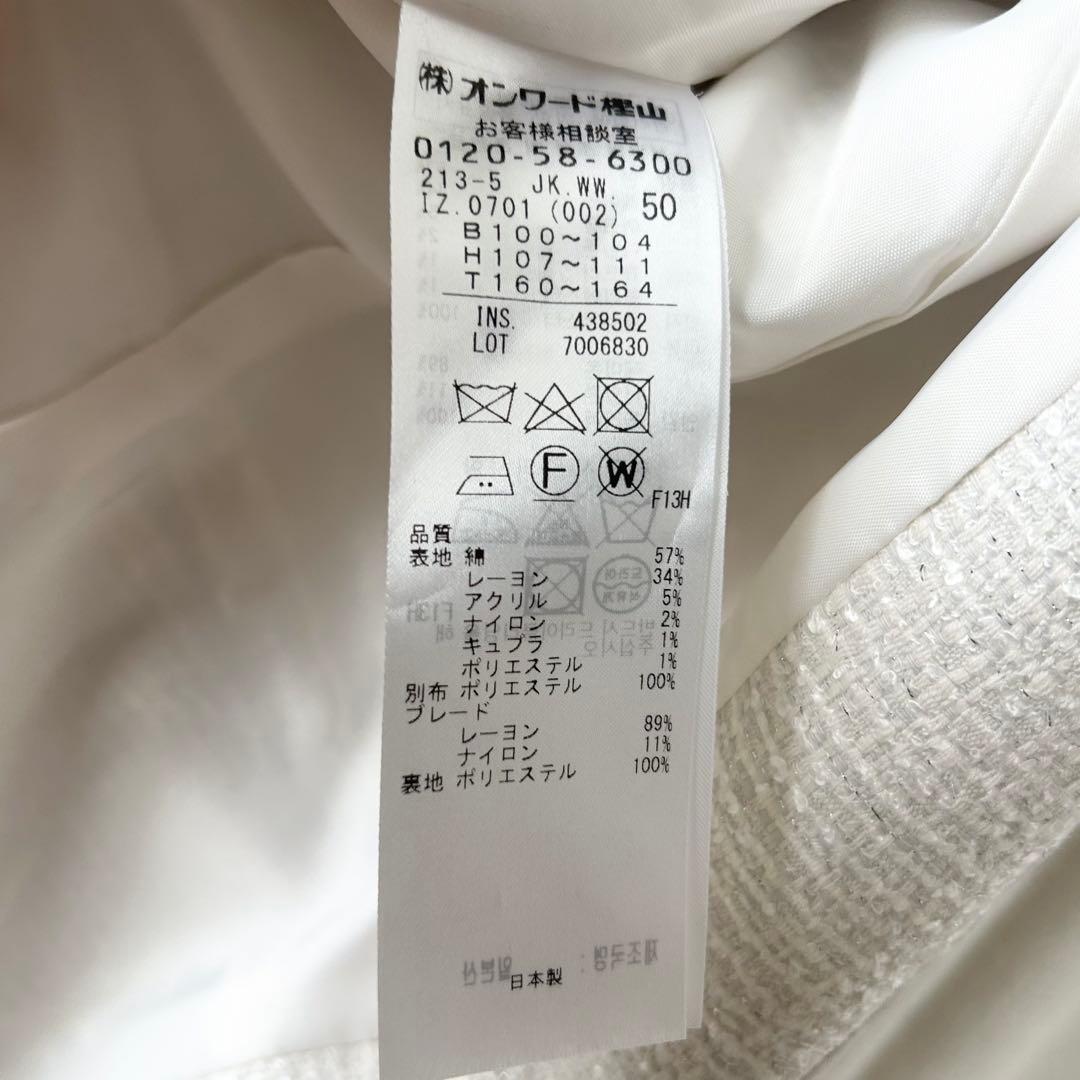 (株)オンワード樫山
お客様相談室
0120-58-6300
213-5 JK.WW.
IZ.0701 (002) 50
B100~104
H107~111
T160~164
INS. 438502
LOT 7006830
F
W
F13H
品質
表地 綿 57%
レーヨン 34%
アクリル 5%
ナイロン 2%
キュプラ 1%
ポリエステル 1%
別布 ポリエステル 100%
ブレード
レーヨン 89%
ナイロン 11%
裏地 ポリエステル 100%
日本製